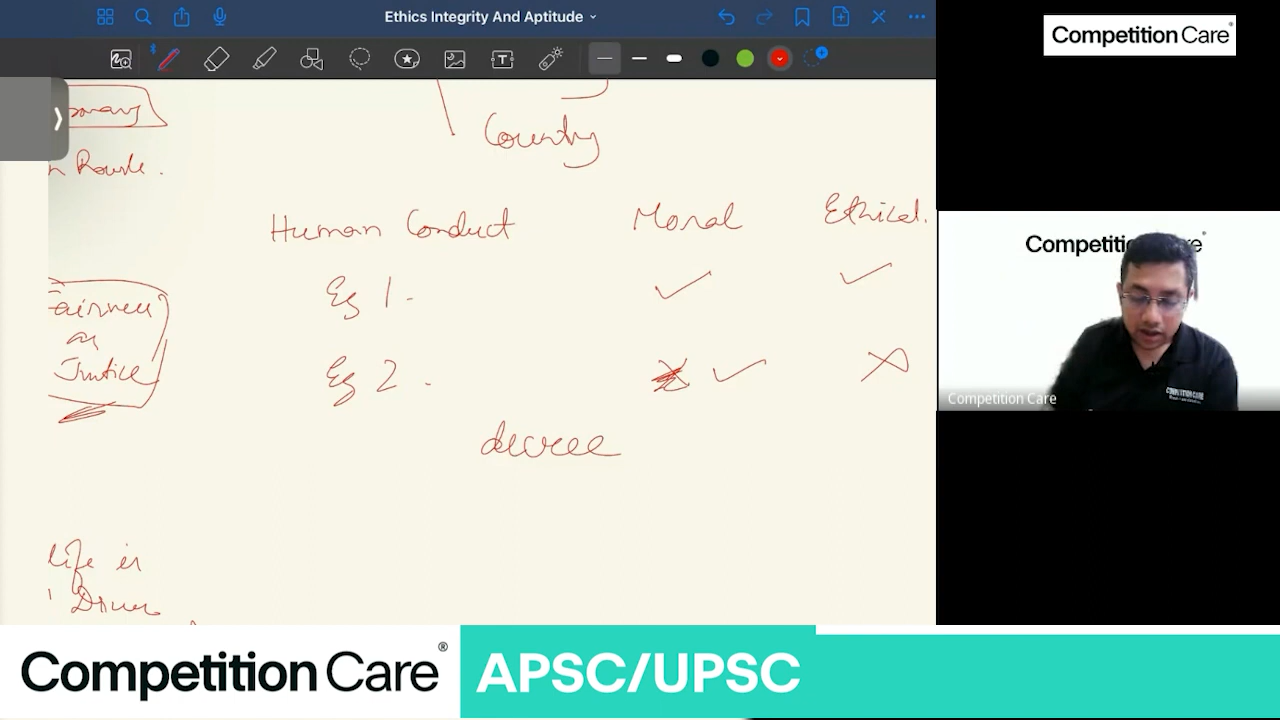 Ethics Integrity And Aptitude
Competition Care®
Country
Route.
Human Conduct Moral Ethical.
Eg 1.
Fairness
as
Justice
Eg 2.
Competition Care
Competition Care
decree
life is
Competition Care®
APSC/UPSC